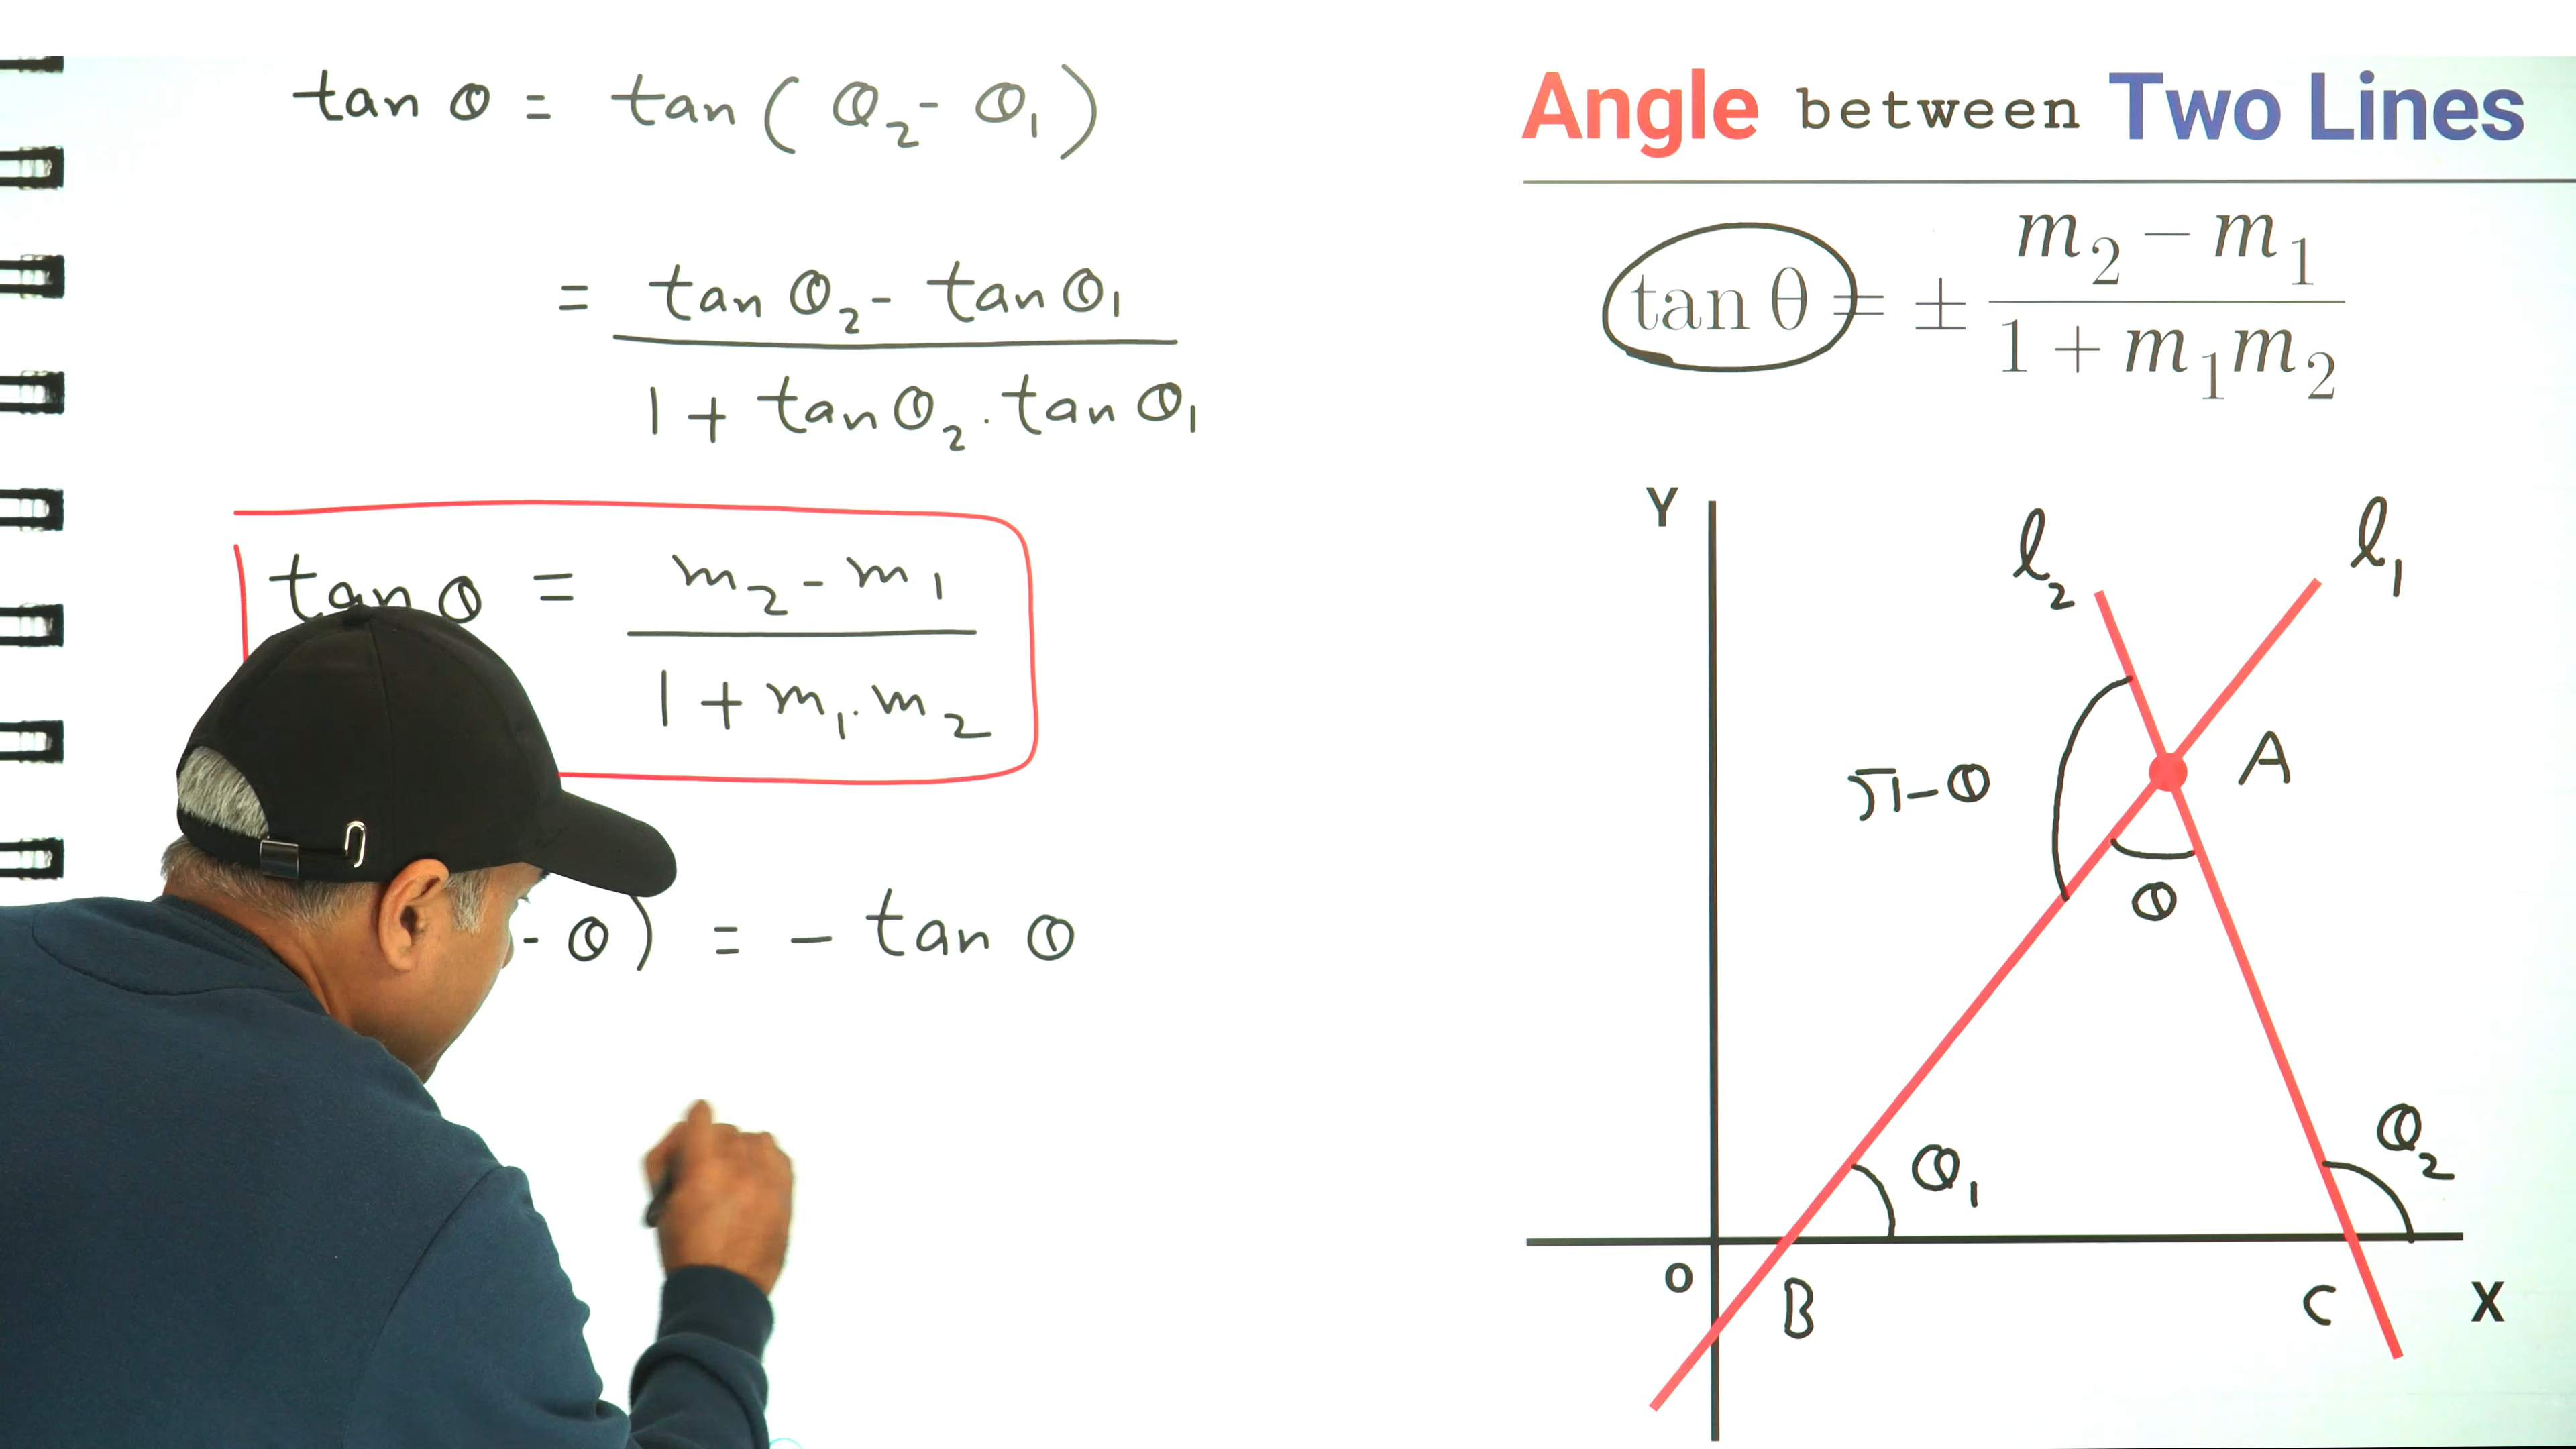 tan θ = tan ( θ₂ - θ₁ )
= tan θ₂ - tan θ₁
1 + tan θ₂ . tan θ₁
tan θ = m₂ - m₁
1 + m₁ . m₂
- θ ) = - tan θ
Angle between Two Lines
tan θ = ± m₂ − m₁
1 + m₁m₂
Y
l₂
l₁
π - θ
A
θ
θ₁
θ₂
O
B
C
X